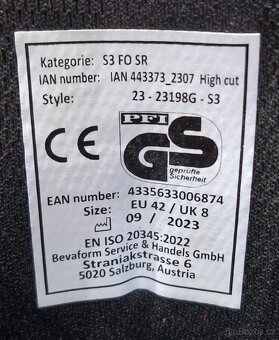 Kategorie: S3 FO SR
IAN number: IAN 443373_2307 High cut
Style: 23 - 23198G - S3
CE
PFI
GS
geprüfte
Sicherheit
EAN number: 4335633006874
Size: EU 42 / UK 8
09 / 2023
EN ISO 20345:2022
Bevaform Service & Handels GmbH
Straniakstrasse 6
5020 Salzburg, Austria